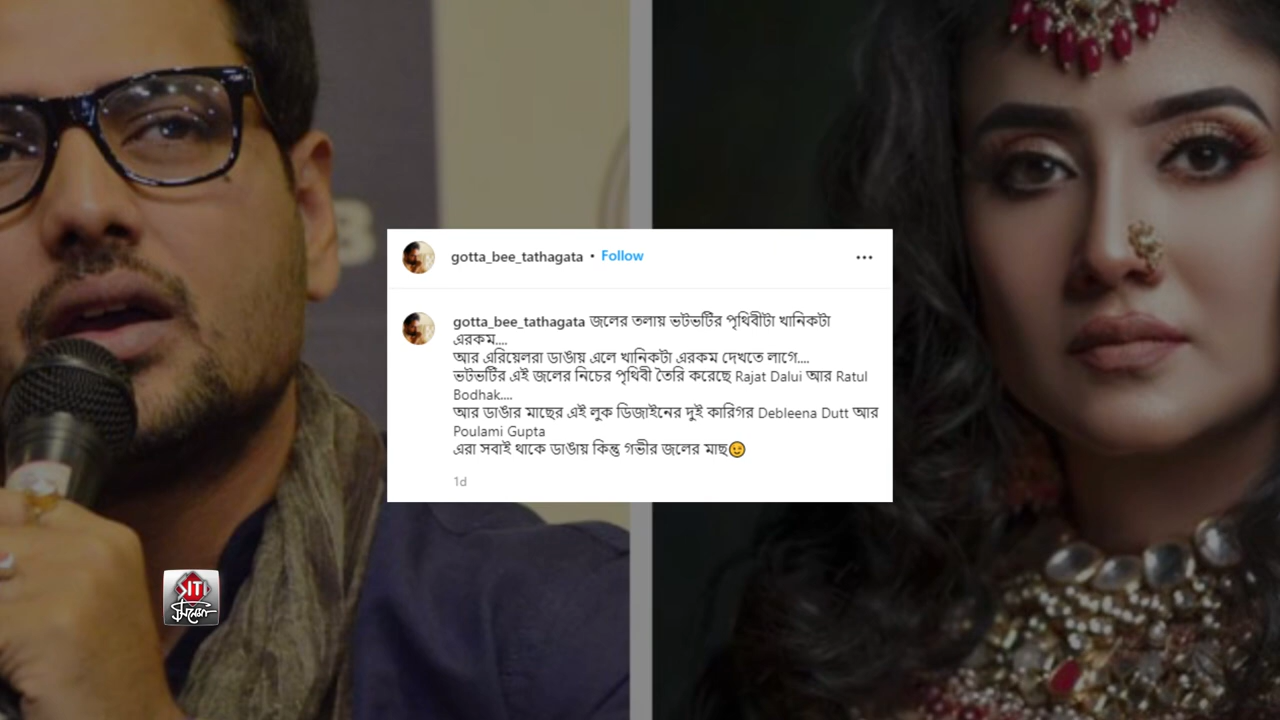 gotta_bee_tathagata • Follow
gotta_bee_tathagata জলের তলায় ভটভটির পৃথিবীটা খানিকটা
এরকম....
আর এরিয়েলরা ডাঙায় এলে খানিকটা এরকম দেখতে লাগে....
ভটভটির এই জলের নিচের পৃথিবী তৈরি করেছে Rajat Dalui আর Ratul
Bodhak....
আর ডাঙার মাছের এই লুক ডিজাইনের দুই কারিগর Debleena Dutt আর
Poulami Gupta
এরা সবাই থাকে ডাঙায় কিন্তু গভীর জলের মাছ😉
1d
SITI
সিনেমা